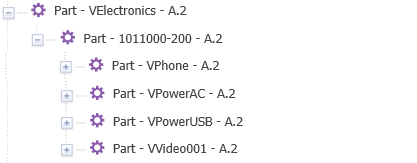 Part - VElectronics - A.2
Part - 1011000-200 - A.2
Part - VPhone - A.2
Part - VPowerAC - A.2
Part - VPowerUSB - A.2
Part - VVideo001 - A.2